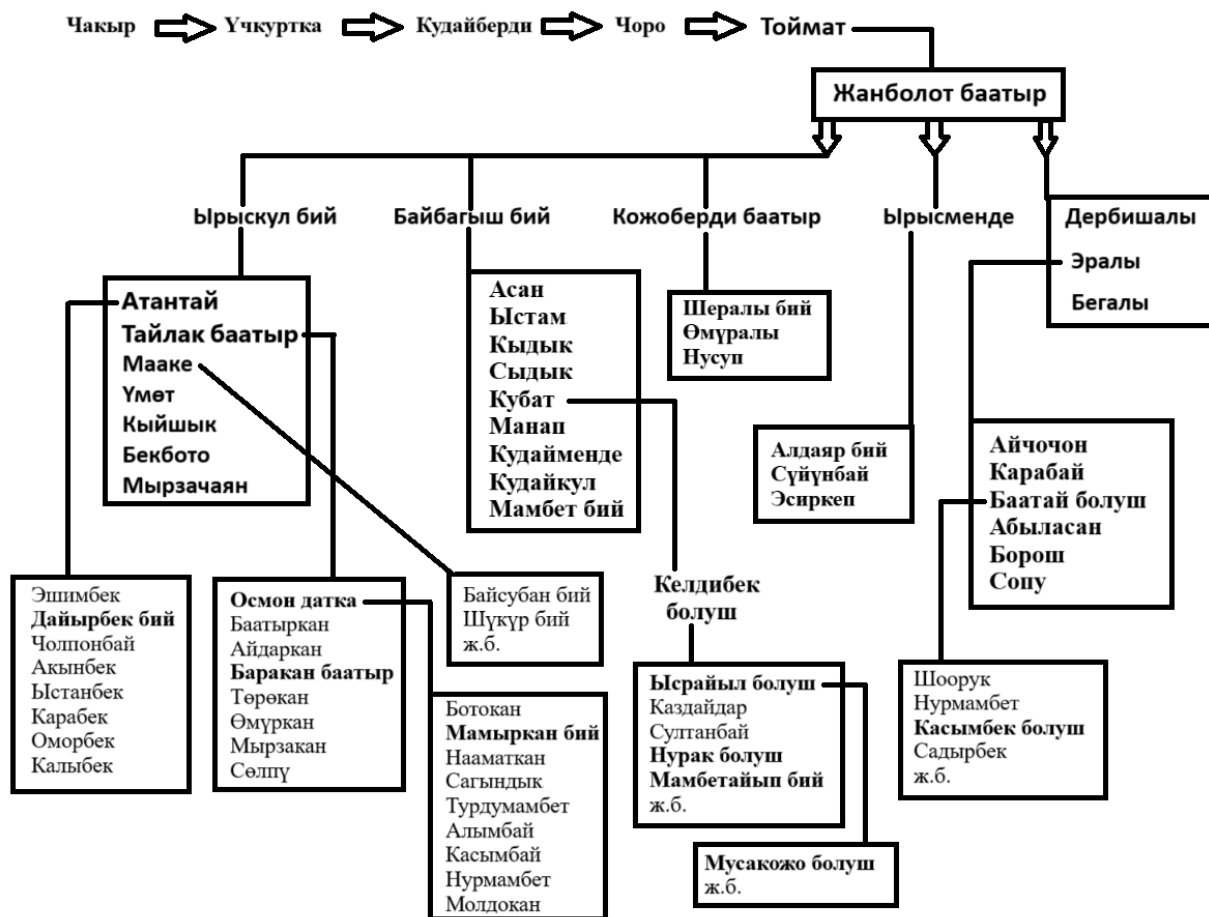 Чакыр Үчкуртка Кудайберди Чоро Тоймат
Жанболот баатыр
Ырыскул бий Байбагыш бий Кожоберди баатыр Ырысменде
Дербишалы
Эралы
Бегалы
Атантай
Тайлак баатыр
Мааке
Үмөт
Кыйшык
Бекбото
Мырзачаян
Асан
Ыстам
Кыдык
Сыдык
Кубат
Манап
Кудайменде
Кудайкул
Мамбет бий
Шералы бий
Өмүралы
Нусуп
Алдаяр бий
Сүйүнбай
Эсиркеп
Айчочон
Карабай
Баатай болуш
Абыласан
Борош
Сопу
Эшимбек
Дайырбек бий
Чолпонбай
Акынбек
Ыстанбек
Карабек
Оморбек
Калыбек
Осмон датка
Баатыркан
Айдаркан
Баракан баатыр
Төрөкан
Өмүркан
Мырзакан
Сөлпү
Байсубан бий
Шүкүр бий
ж.б.
Келдибек
болуш
Ботокан
Мамыркан бий
Нааматкан
Сагындык
Турдумамбет
Алымбай
Касымбай
Нурмамбет
Молдокан
Ысрайыл болуш
Каздайдар
Султанбай
Нурак болуш
Мамбетайып бий
ж.б.
Шоорук
Нурмамбет
Касымбек болуш
Садырбек
ж.б.
Мусакожо болуш
ж.б.